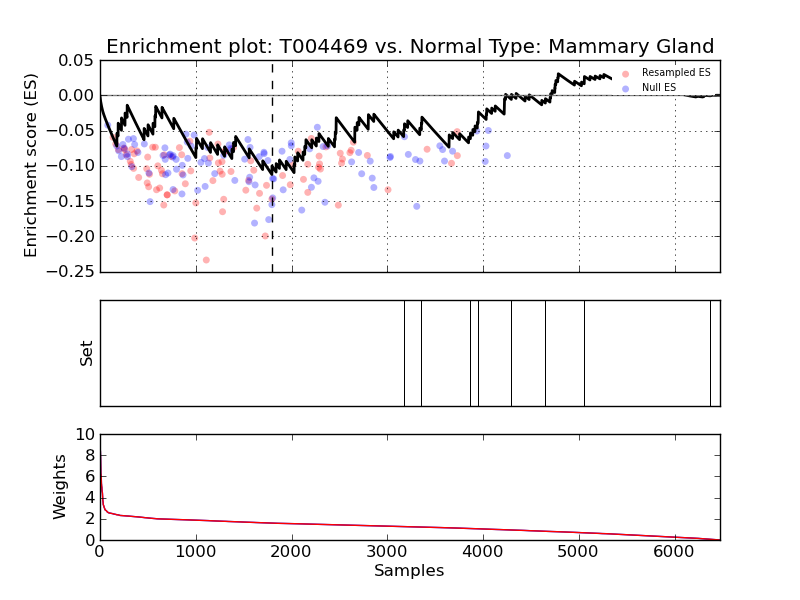 Enrichment plot: T004469 vs. Normal Type: Mammary Gland
Enrichment score (ES)
0.05
0.00
−0.05
−0.10
−0.15
−0.20
−0.25
Resampled ES
Null ES
Set
Weights
10
8
6
4
2
0
0 1000 2000 3000 4000 5000 6000
Samples